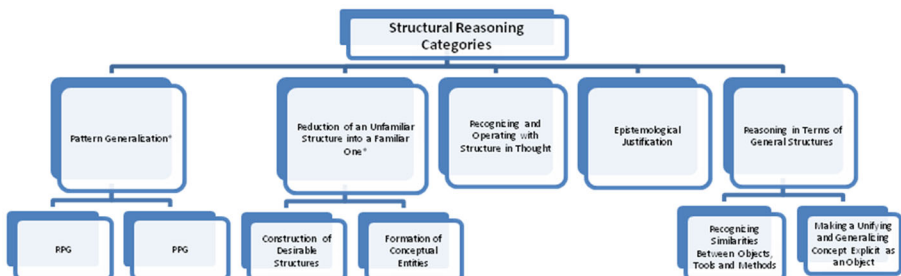 Structural Reasoning
Categories
Pattern Generalization*
Reduction of an Unfamiliar
Structure into a Familiar
One*
Recognizing and
Operating with
Structure in Thought
Epistemological
Justification
Reasoning in Terms of
General Structures
RPG
PPG
Construction of
Desirable
Structures
Formation of
Conceptual
Entities
Recognizing
Similarities
Between Objects,
Tools and Methods
Making a Unifying
and Generalizing
Concept Explicit as
an Object